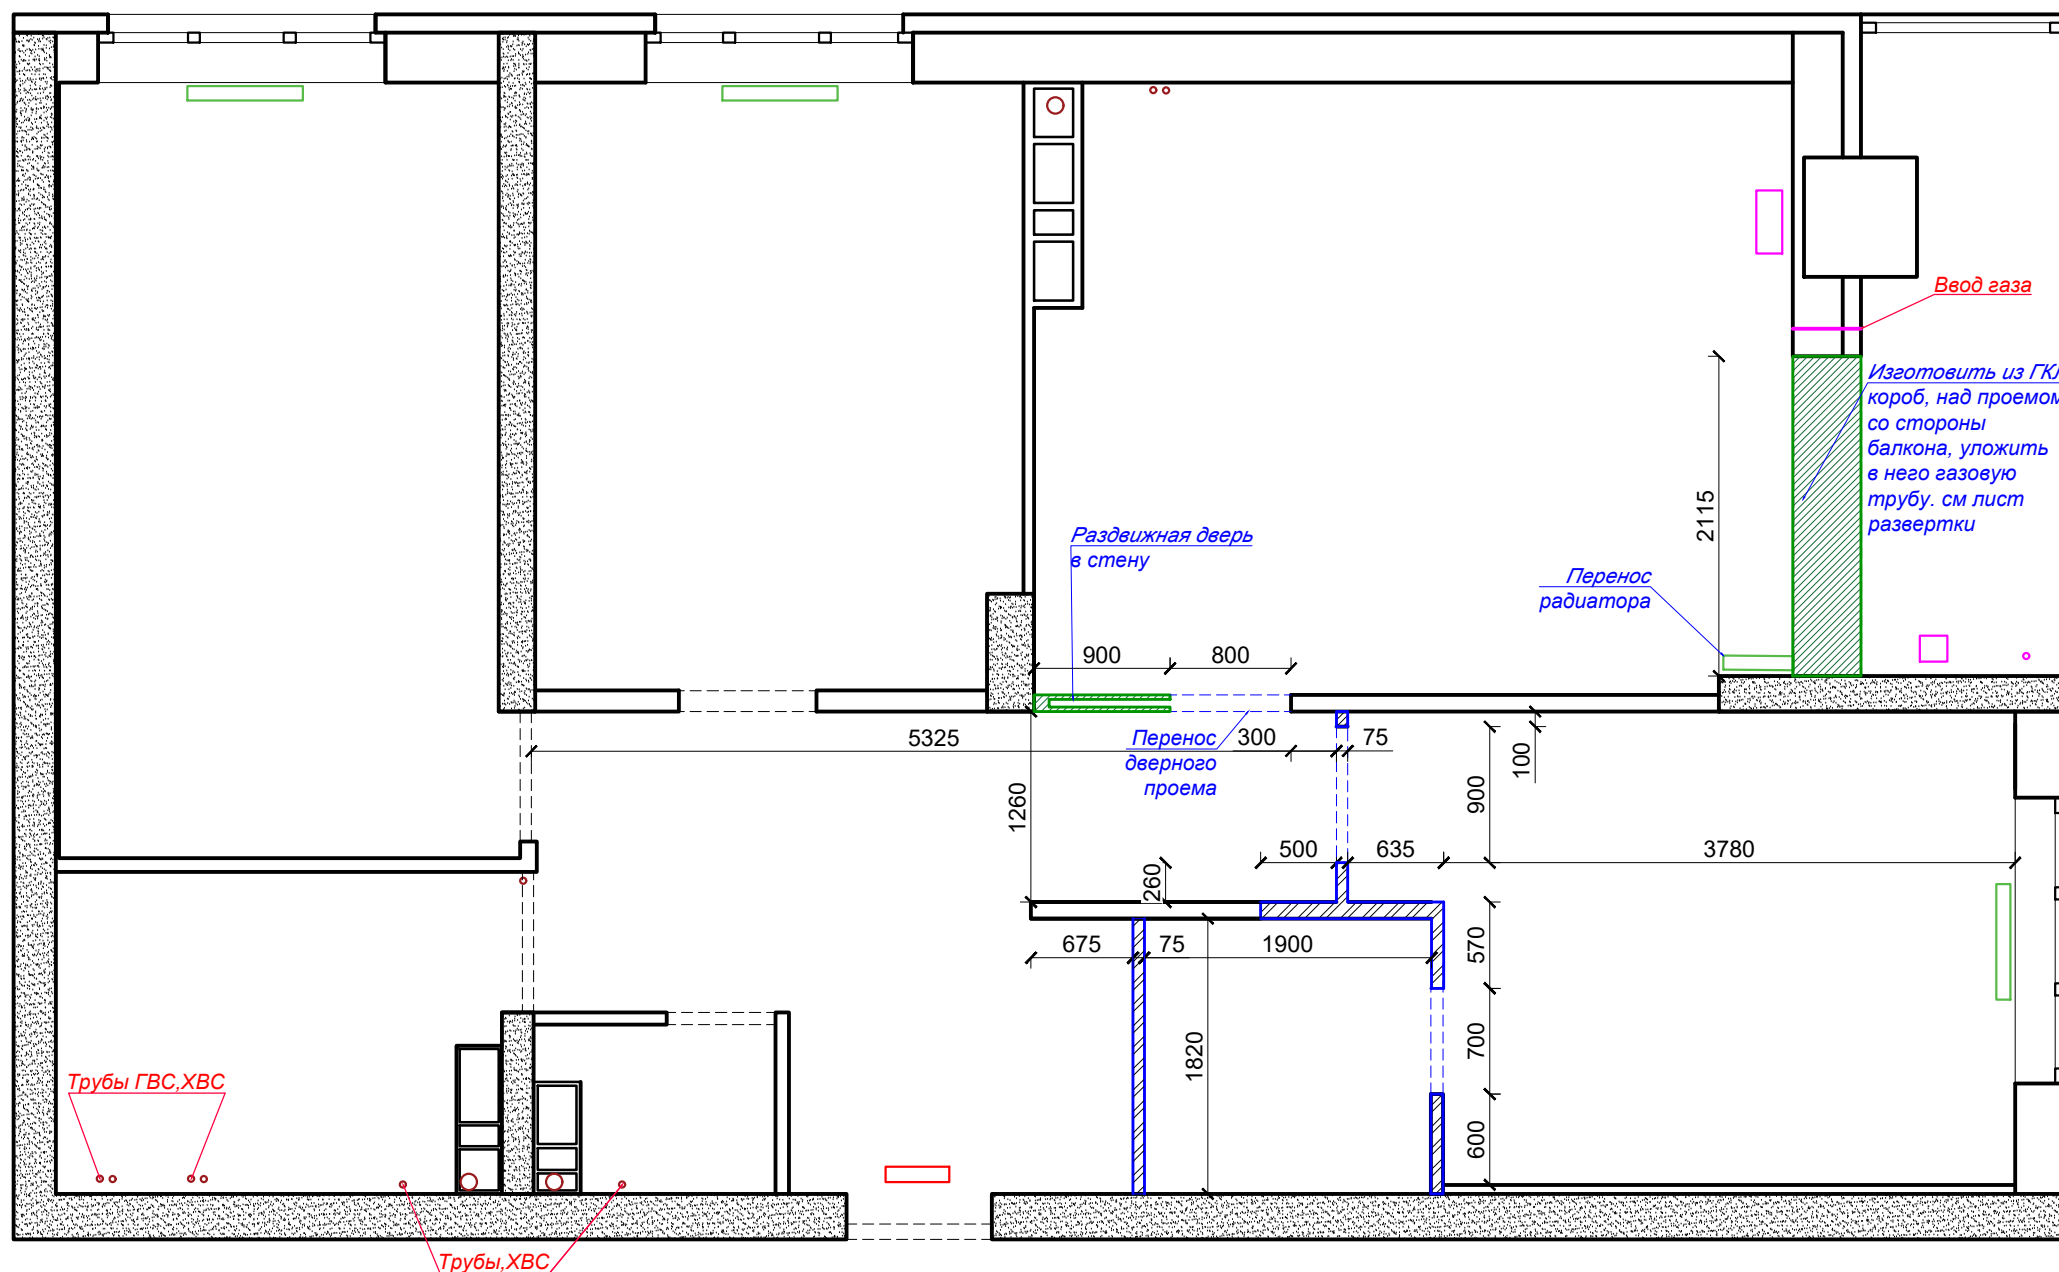 Ввод газа
Изготовить из ГКЛ
короб, над проемом
со стороны
балкона, уложить
в него газовую
трубу. см лист
развертки
2115
Раздвижная дверь
в стену
Перенос
радиатора
900
800
5325
Перенос
дверного
проема
300
75
100
900
1260
500
635
3780
260
675
75
1900
570
1820
700
600
Трубы ГВС,ХВС
Трубы,ХВС